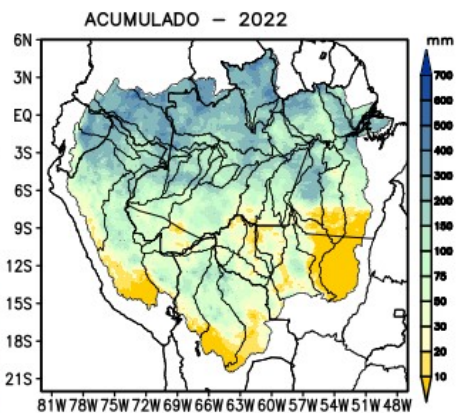 ACUMULADO – 2022
mm
6N
3N
EQ
3S
6S
9S
12S
15S
18S
21S
700
600
500
400
300
200
150
100
75
50
30
20
10
81W 78W 75W 72W 69W 66W 63W 60W 57W 54W 51W 48W